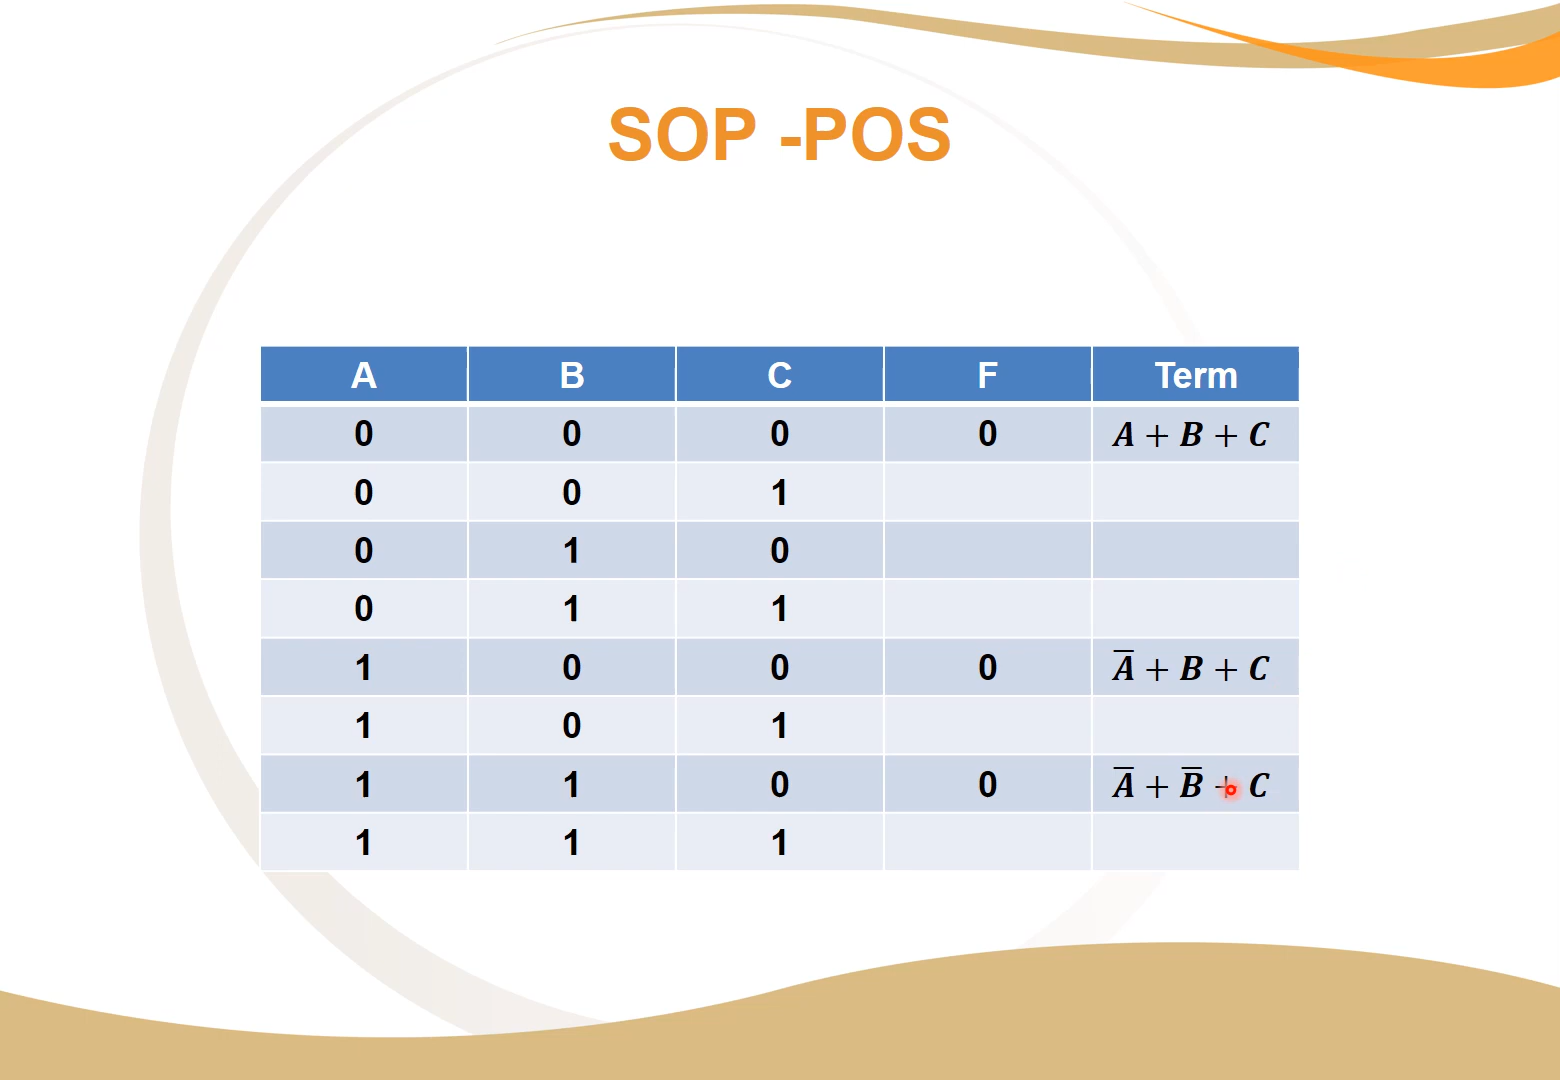 SOP -POS
A B C F Term
0 0 0 0 A + B + C
0 0 1
0 1 0
0 1 1
1 0 0 0 A̅ + B + C
1 0 1
1 1 0 0 A̅ + B̅ + C
1 1 1